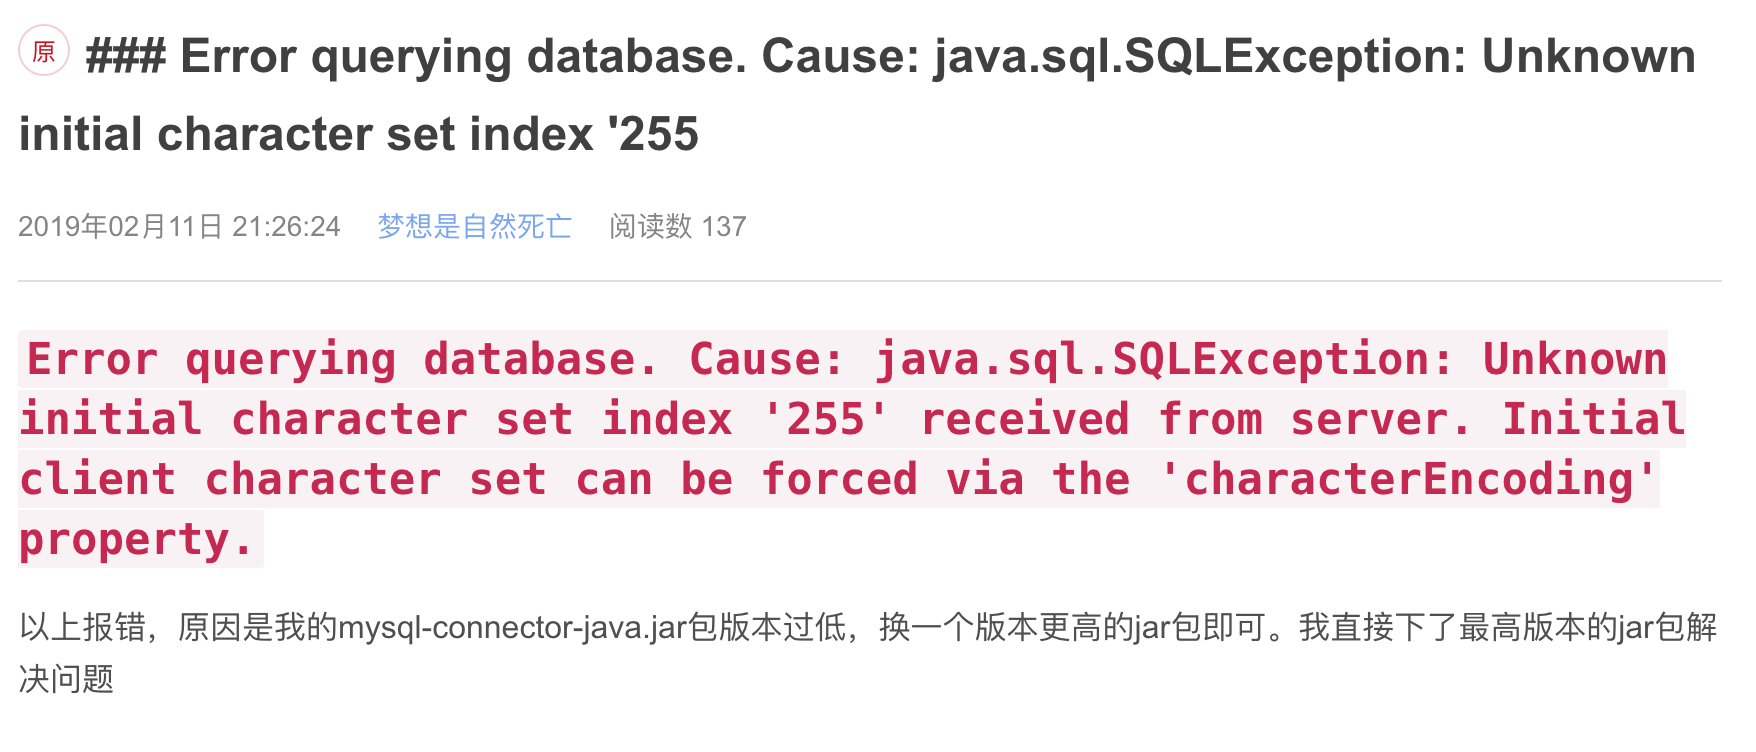 原 ### Error querying database. Cause: java.sql.SQLException: Unknown
initial character set index '255
2019年02月11日 21:26:24 梦想是自然死亡 阅读数 137
Error querying database. Cause: java.sql.SQLException: Unknown
initial character set index '255' received from server. Initial
client character set can be forced via the 'characterEncoding'
property.
以上报错，原因是我的mysql-connector-java.jar包版本过低，换一个版本更高的jar包即可。我直接下了最高版本的jar包解
决问题